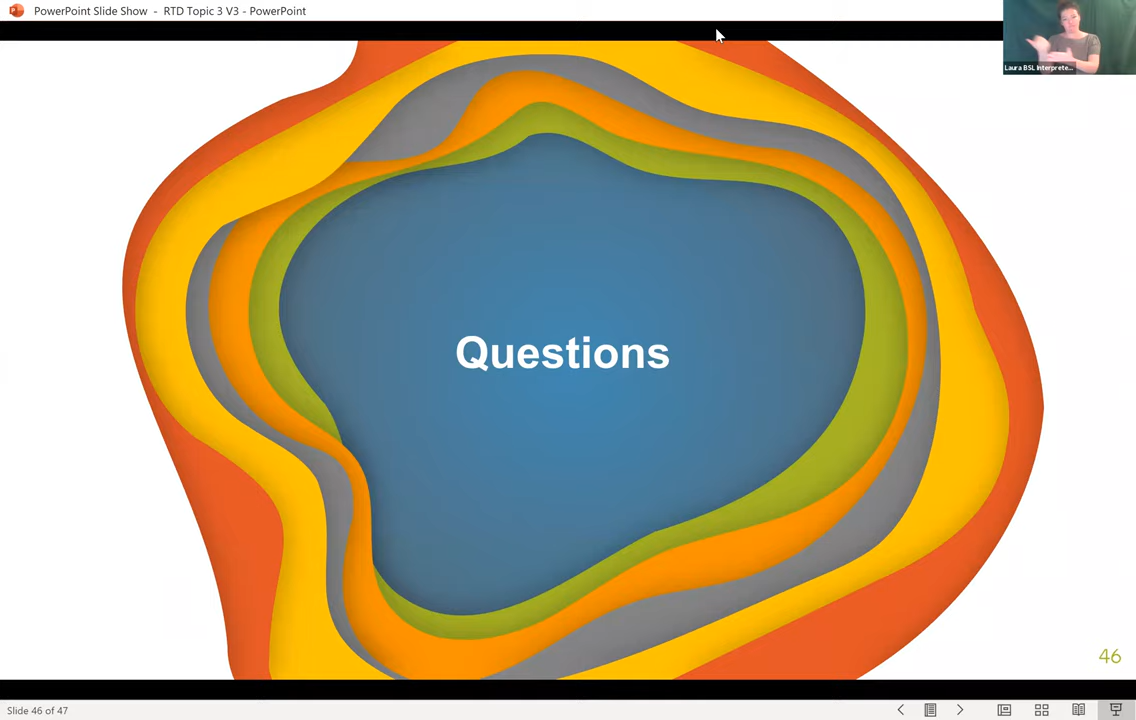 PowerPoint Slide Show - RTD Topic 3 V3 - PowerPoint
Laura BSL Interprete...
Questions
46
Slide 46 of 47